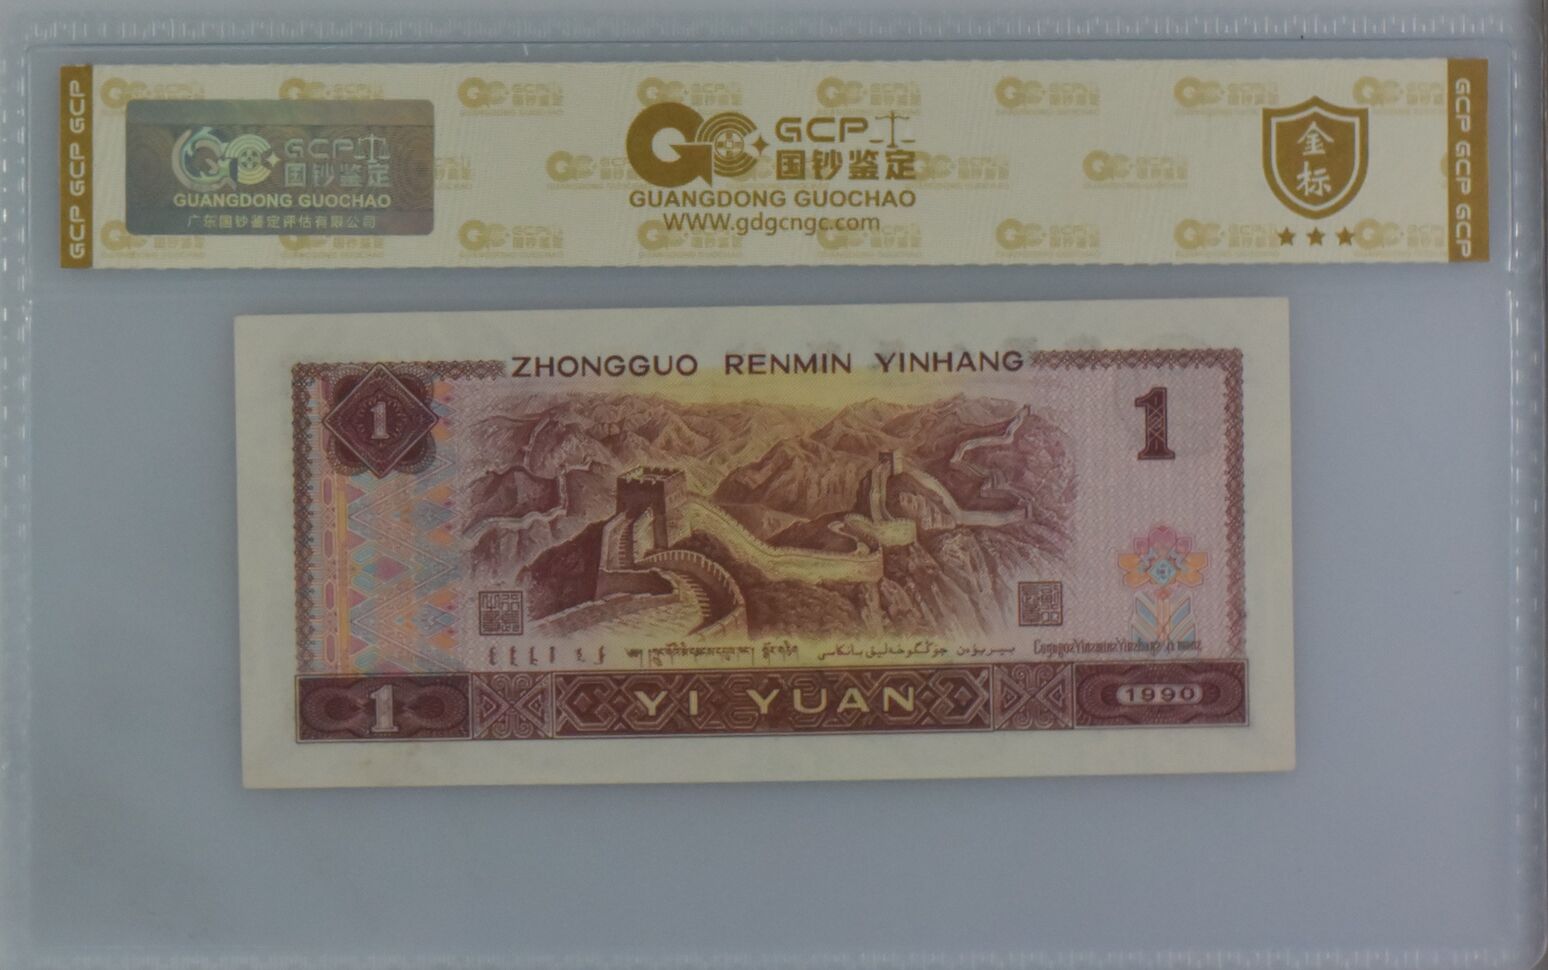 GCP GCP GCP
GCP
国钞鉴定
GUANGDONG GUOCHAO
广东国钞鉴定评估有限公司
GCP
国钞鉴定
GUANGDONG GUOCHAO
WWW.gdgcngc.com
金标
GCP GCP GCP
ZHONGGUO RENMIN YINHANG
1
1
1
YI YUAN
1990